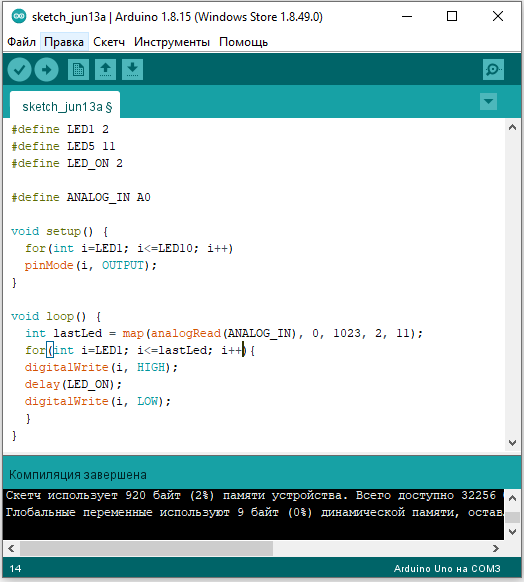 sketch_jun13a | Arduino 1.8.15 (Windows Store 1.8.49.0)
Файл Правка Скетч Инструменты Помощь
sketch_jun13a §
#define LED1 2
#define LED5 11
#define LED_ON 2
#define ANALOG_IN A0
void setup() {
for(int i=LED1; i<=LED10; i++)
pinMode(i, OUTPUT);
}
void loop() {
int lastLed = map(analogRead(ANALOG_IN), 0, 1023, 2, 11);
for(int i=LED1; i<=lastLed; i++){
digitalWrite(i, HIGH);
delay(LED_ON);
digitalWrite(i, LOW);
}
}
Компиляция завершена
Скетч использует 920 байт (2%) памяти устройства. Всего доступно 32256
Глобальные переменные используют 9 байт (0%) динамической памяти, остав
14 Arduino Uno на COM3